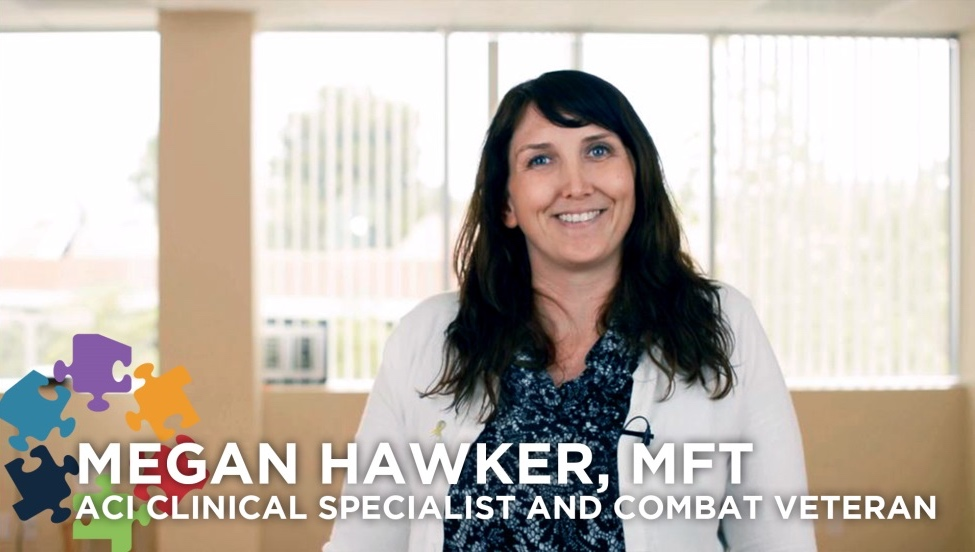 MEGAN HAWKER, MFT
ACI CLINICAL SPECIALIST AND COMBAT VETERAN